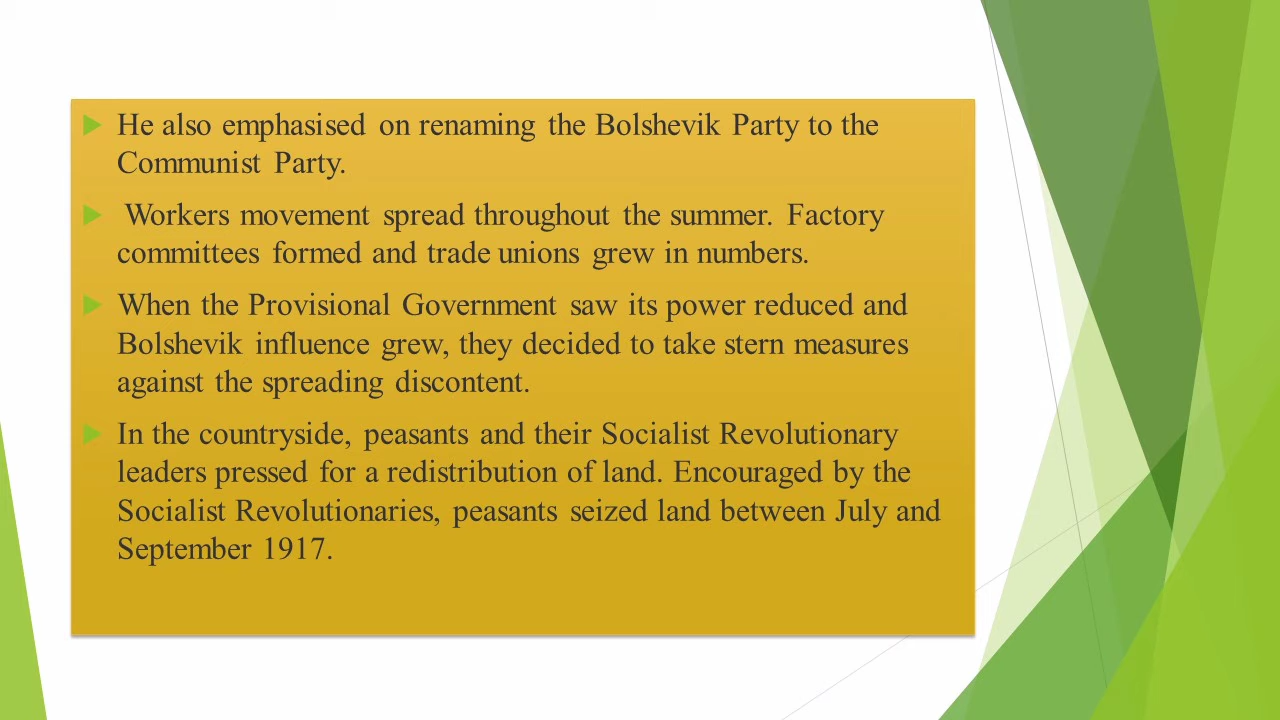 He also emphasised on renaming the Bolshevik Party to the
Communist Party.
Workers movement spread throughout the summer. Factory
committees formed and trade unions grew in numbers.
When the Provisional Government saw its power reduced and
Bolshevik influence grew, they decided to take stern measures
against the spreading discontent.
In the countryside, peasants and their Socialist Revolutionary
leaders pressed for a redistribution of land. Encouraged by the
Socialist Revolutionaries, peasants seized land between July and
September 1917.